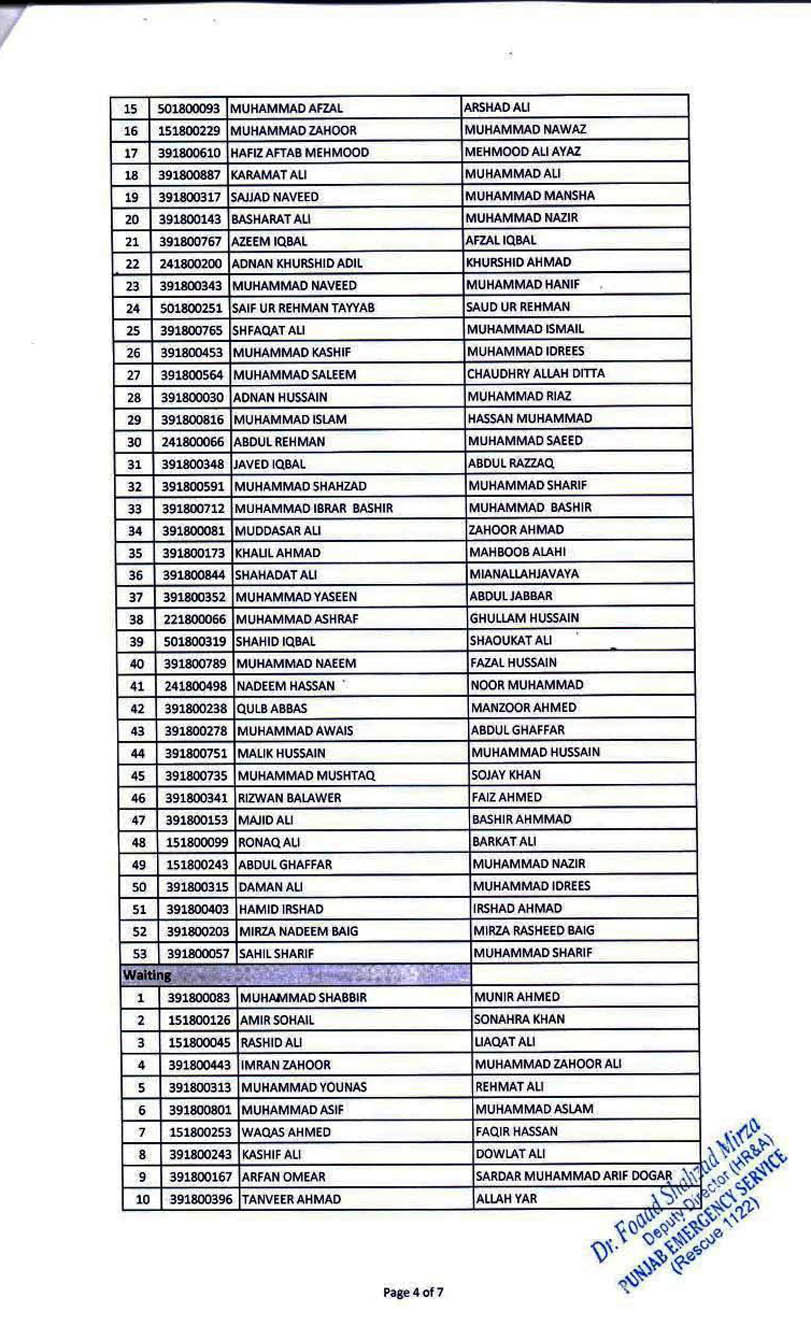 15 501800093 MUHAMMAD AFZAL ARSHAD ALI
16 151800229 MUHAMMAD ZAHOOR MUHAMMAD NAWAZ
17 391800610 HAFIZ AFTAB MEHMOOD MEHMOOD ALI AYAZ
18 391800887 KARAMAT ALI MUHAMMAD ALI
19 391800317 SAJJAD NAVEED MUHAMMAD MANSHA
20 391800143 BASHARAT ALI MUHAMMAD NAZIR
21 391800767 AZEEM IQBAL AFZAL IQBAL
22 241800200 ADNAN KHURSHID ADIL KHURSHID AHMAD
23 391800343 MUHAMMAD NAVEED MUHAMMAD HANIF
24 501800251 SAIF UR REHMAN TAYYAB SAUD UR REHMAN
25 391800765 SHFAQAT ALI MUHAMMAD ISMAIL
26 391800453 MUHAMMAD KASHIF MUHAMMAD IDREES
27 391800564 MUHAMMAD SALEEM CHAUDHRY ALLAH DITTA
28 391800030 ADNAN HUSSAIN MUHAMMAD RIAZ
29 391800816 MUHAMMAD ISLAM HASSAN MUHAMMAD
30 241800066 ABDUL REHMAN MUHAMMAD SAEED
31 391800348 JAVED IQBAL ABDUL RAZZAQ
32 391800591 MUHAMMAD SHAHZAD MUHAMMAD SHARIF
33 391800712 MUHAMMAD IBRAR BASHIR MUHAMMAD BASHIR
34 391800081 MUDDASAR ALI ZAHOOR AHMAD
35 391800173 KHALIL AHMAD MAHBOOB ALAHI
36 391800844 SHAHADAT ALI MIANALLAHJAVAYA
37 391800352 MUHAMMAD YASEEN ABDUL JABBAR
38 221800066 MUHAMMAD ASHRAF GHULLAM HUSSAIN
39 501800319 SHAHID IQBAL SHAOUKAT ALI
40 391800789 MUHAMMAD NAEEM FAZAL HUSSAIN
41 241800498 NADEEM HASSAN NOOR MUHAMMAD
42 391800238 QULB ABBAS MANZOOR AHMED
43 391800278 MUHAMMAD AWAIS ABDUL GHAFFAR
44 391800751 MALIK HUSSAIN MUHAMMAD HUSSAIN
45 391800735 MUHAMMAD MUSHTAQ SOJAY KHAN
46 391800341 RIZWAN BALAWER FAIZ AHMED
47 391800153 MAJID ALI BASHIR AHMMAD
48 151800099 RONAQ ALI BARKAT ALI
49 151800243 ABDUL GHAFFAR MUHAMMAD NAZIR
50 391800315 DAMAN ALI MUHAMMAD IDREES
51 391800403 HAMID IRSHAD IRSHAD AHMAD
52 391800203 MIRZA NADEEM BAIG MIRZA RASHEED BAIG
53 391800057 SAHIL SHARIF MUHAMMAD SHARIF
Waiting
1 391800083 MUHAMMAD SHABBIR MUNIR AHMED
2 151800126 AMIR SOHAIL SONAHRA KHAN
3 151800045 RASHID ALI LIAQAT ALI
4 391800443 IMRAN ZAHOOR MUHAMMAD ZAHOOR ALI
5 391800313 MUHAMMAD YOUNAS REHMAT ALI
6 391800801 MUHAMMAD ASIF MUHAMMAD ASLAM
7 151800253 WAQAS AHMED FAQIR HASSAN
8 391800243 KASHIF ALI DOWLAT ALI
9 391800167 ARFAN OMEAR SARDAR MUHAMMAD ARIF DOGAR
10 391800396 TANVEER AHMAD ALLAH YAR
Dr. Foaad Shahzad Mirza
Deputy Director (HR&A)
PUNJAB EMERGENCY SERVICE
(Rescue 1122)
Page 4 of 7